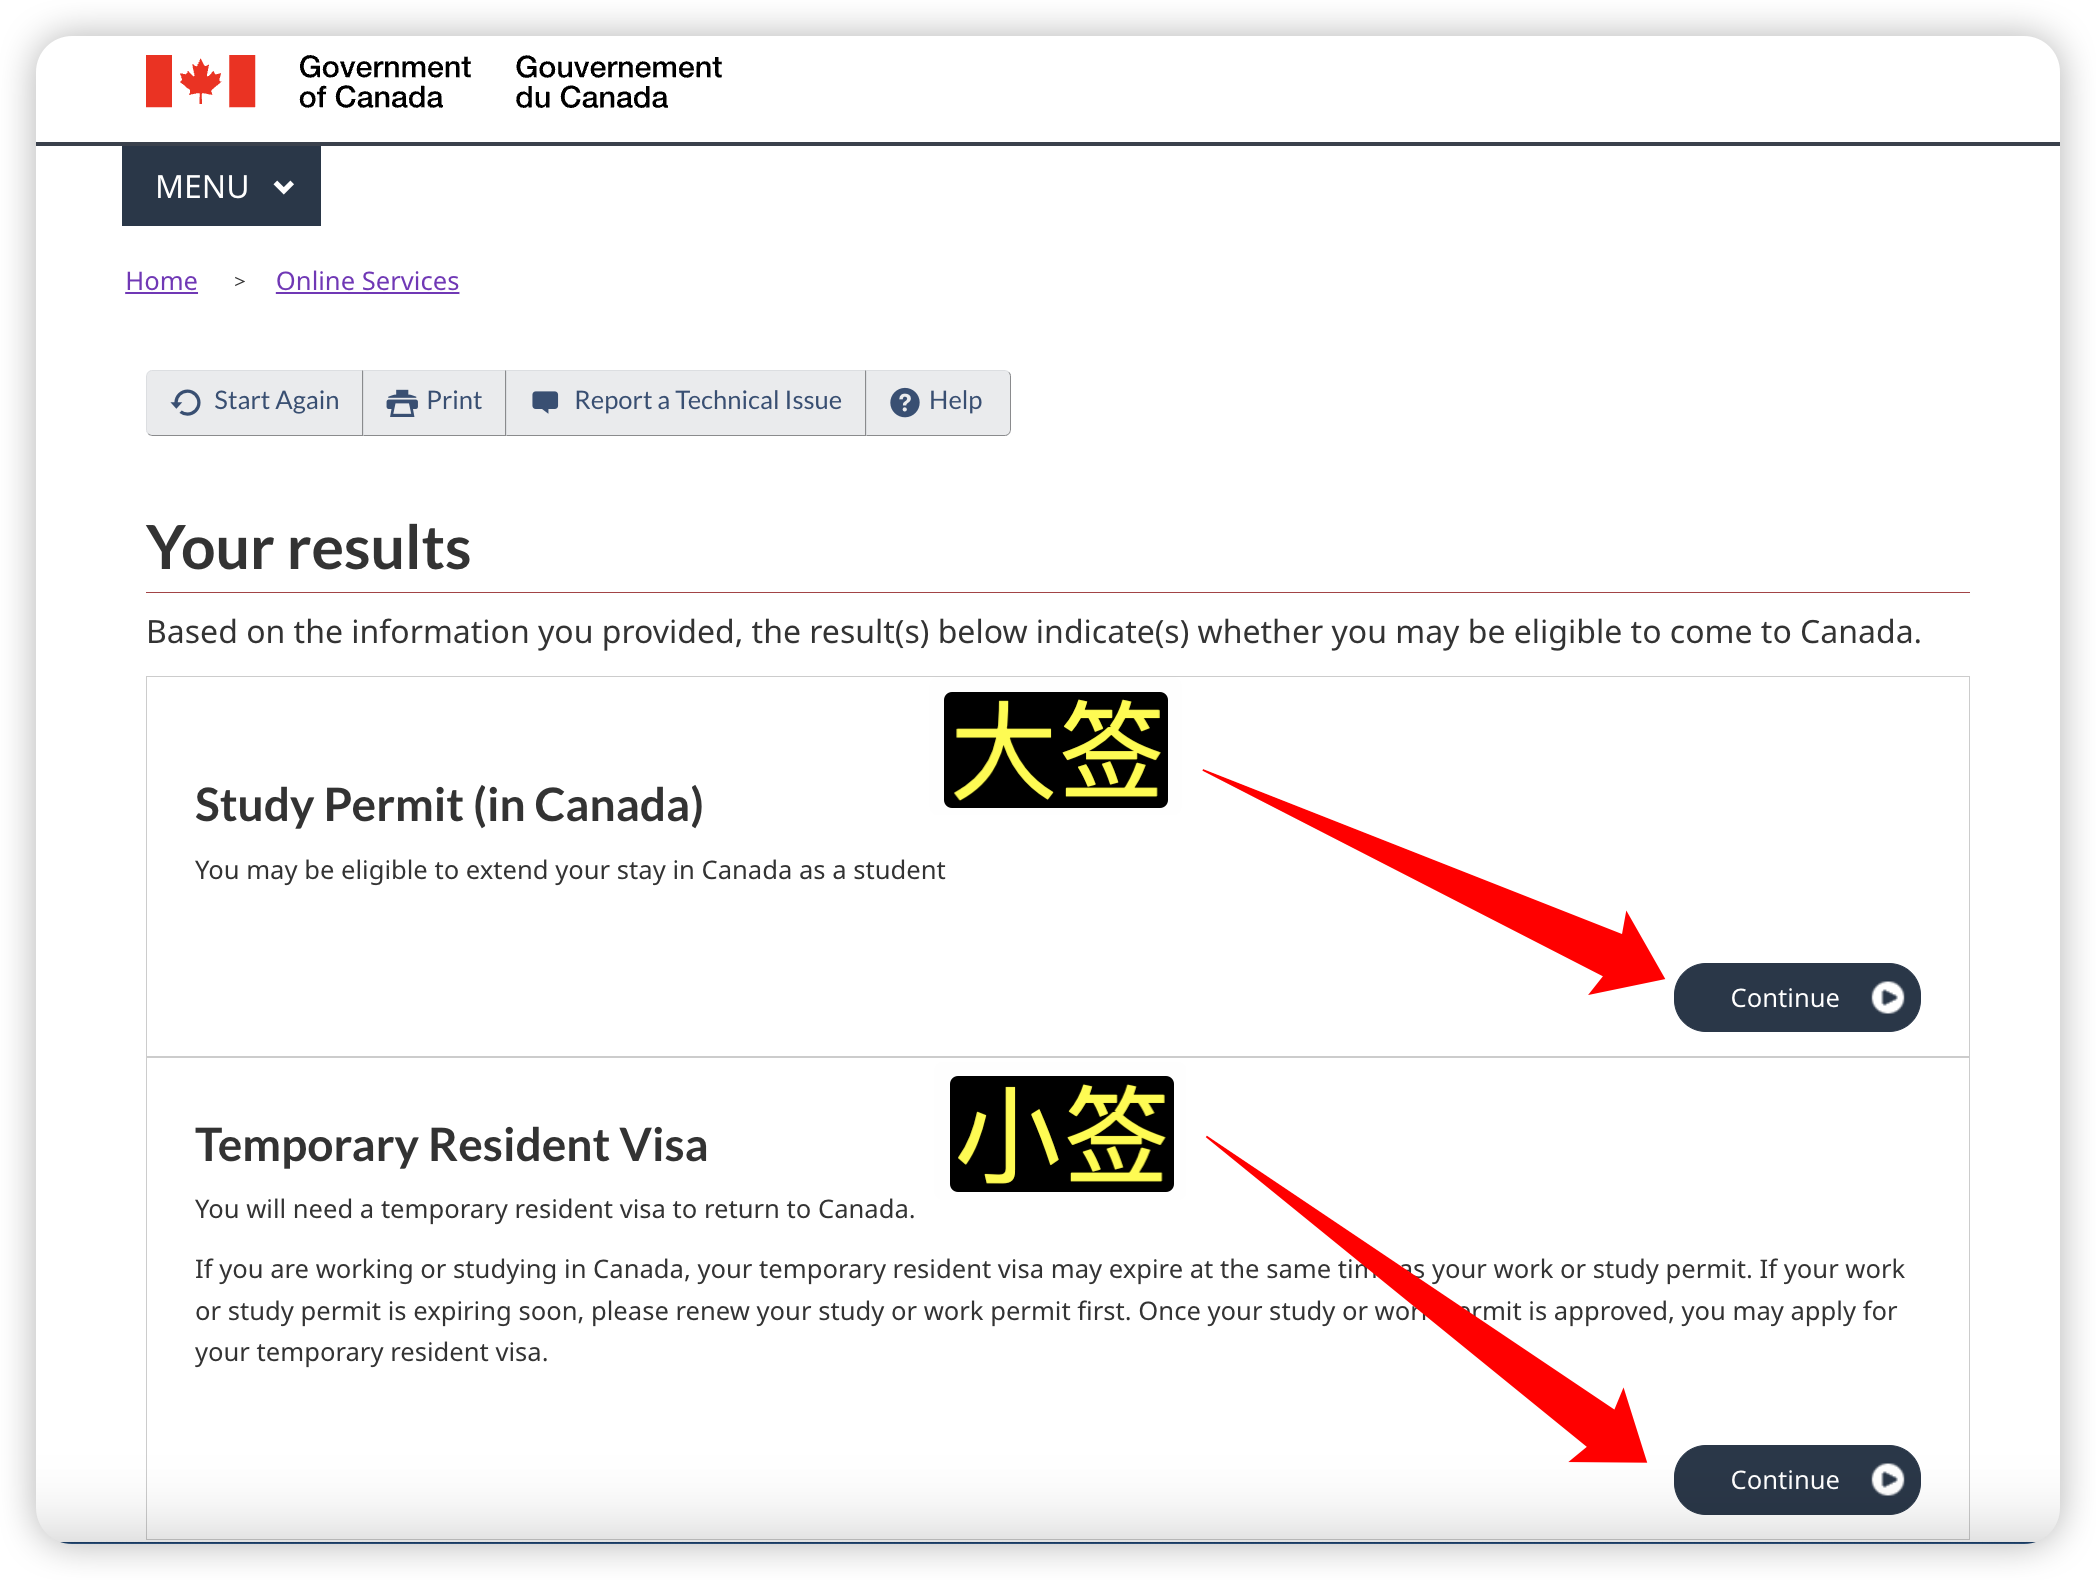 Government of Canada
Gouvernement du Canada
MENU
Home > Online Services
Start Again Print Report a Technical Issue Help
Your results
Based on the information you provided, the result(s) below indicate(s) whether you may be eligible to come to Canada.
大签
Study Permit (in Canada)
You may be eligible to extend your stay in Canada as a student
Continue
小签
Temporary Resident Visa
You will need a temporary resident visa to return to Canada.
If you are working or studying in Canada, your temporary resident visa may expire at the same as your work or study permit. If your work
or study permit is expiring soon, please renew your study or work permit first. Once your study or is approved, you may apply for
your temporary resident visa.
Continue